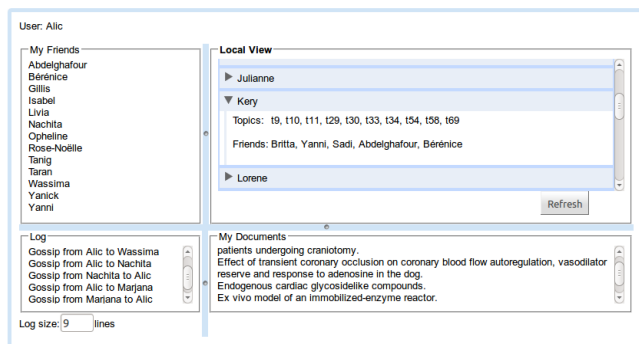 User: Alic
My Friends
Abdelghafour
Bérénice
Gillis
Isabel
Livia
Nachita
Opheline
Rose-Noëlle
Tanig
Taran
Wassima
Yanick
Yanni
Local View
Julianne
Kery
Topics: t9, t10, t11, t29, t30, t33, t34, t54, t58, t69
Friends: Britta, Yanni, Sadi, Abdelghafour, Bérénice
Lorene
Refresh
Log
Gossip from Alic to Wassima
Gossip from Alic to Nachita
Gossip from Nachita to Alic
Gossip from Alic to Marjana
Gossip from Marjana to Alic
Log size: 9 lines
My Documents
patients undergoing craniotomy.
Effect of transient coronary occlusion on coronary blood flow autoregulation, vasodilator
reserve and response to adenosine in the dog.
Endogenous cardiac glycosidelike compounds.
Ex vivo model of an immobilized-enzyme reactor.